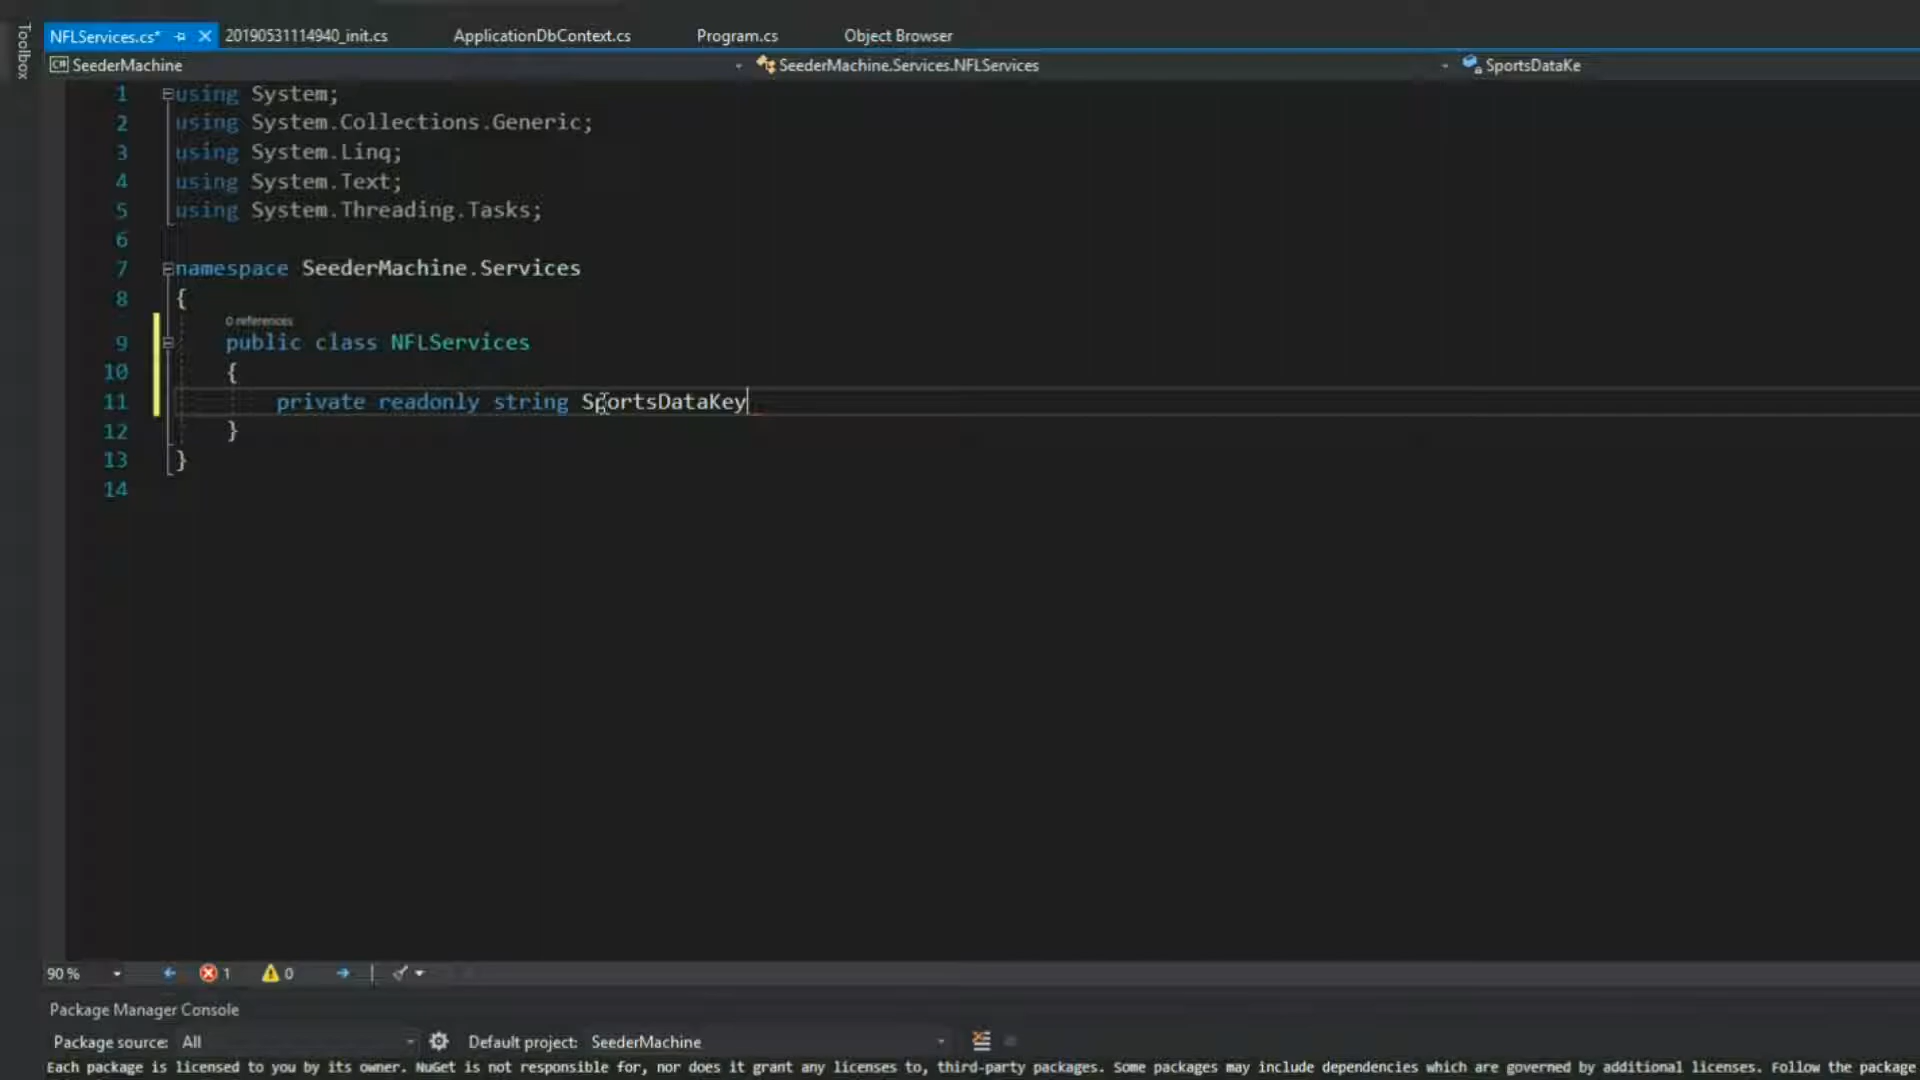 Toolbox
NFLServices.cs* 20190531114940_init.cs ApplicationDbContext.cs Program.cs Object Browser
C# SeederMachine SeederMachine.Services.NFLServices SportsDataKe
1 using System;
2 using System.Collections.Generic;
3 using System.Linq;
4 using System.Text;
5 using System.Threading.Tasks;
6
7 namespace SeederMachine.Services
8 {
0 references
9 public class NFLServices
10 {
11 private readonly string SportsDataKey
12 }
13 }
14
90 % 1 0
Package Manager Console
Package source: All Default project: SeederMachine
Each package is licensed to you by its owner. NuGet is not responsible for, nor does it grant any licenses to, third-party packages. Some packages may include dependencies which are governed by additional licenses. Follow the package